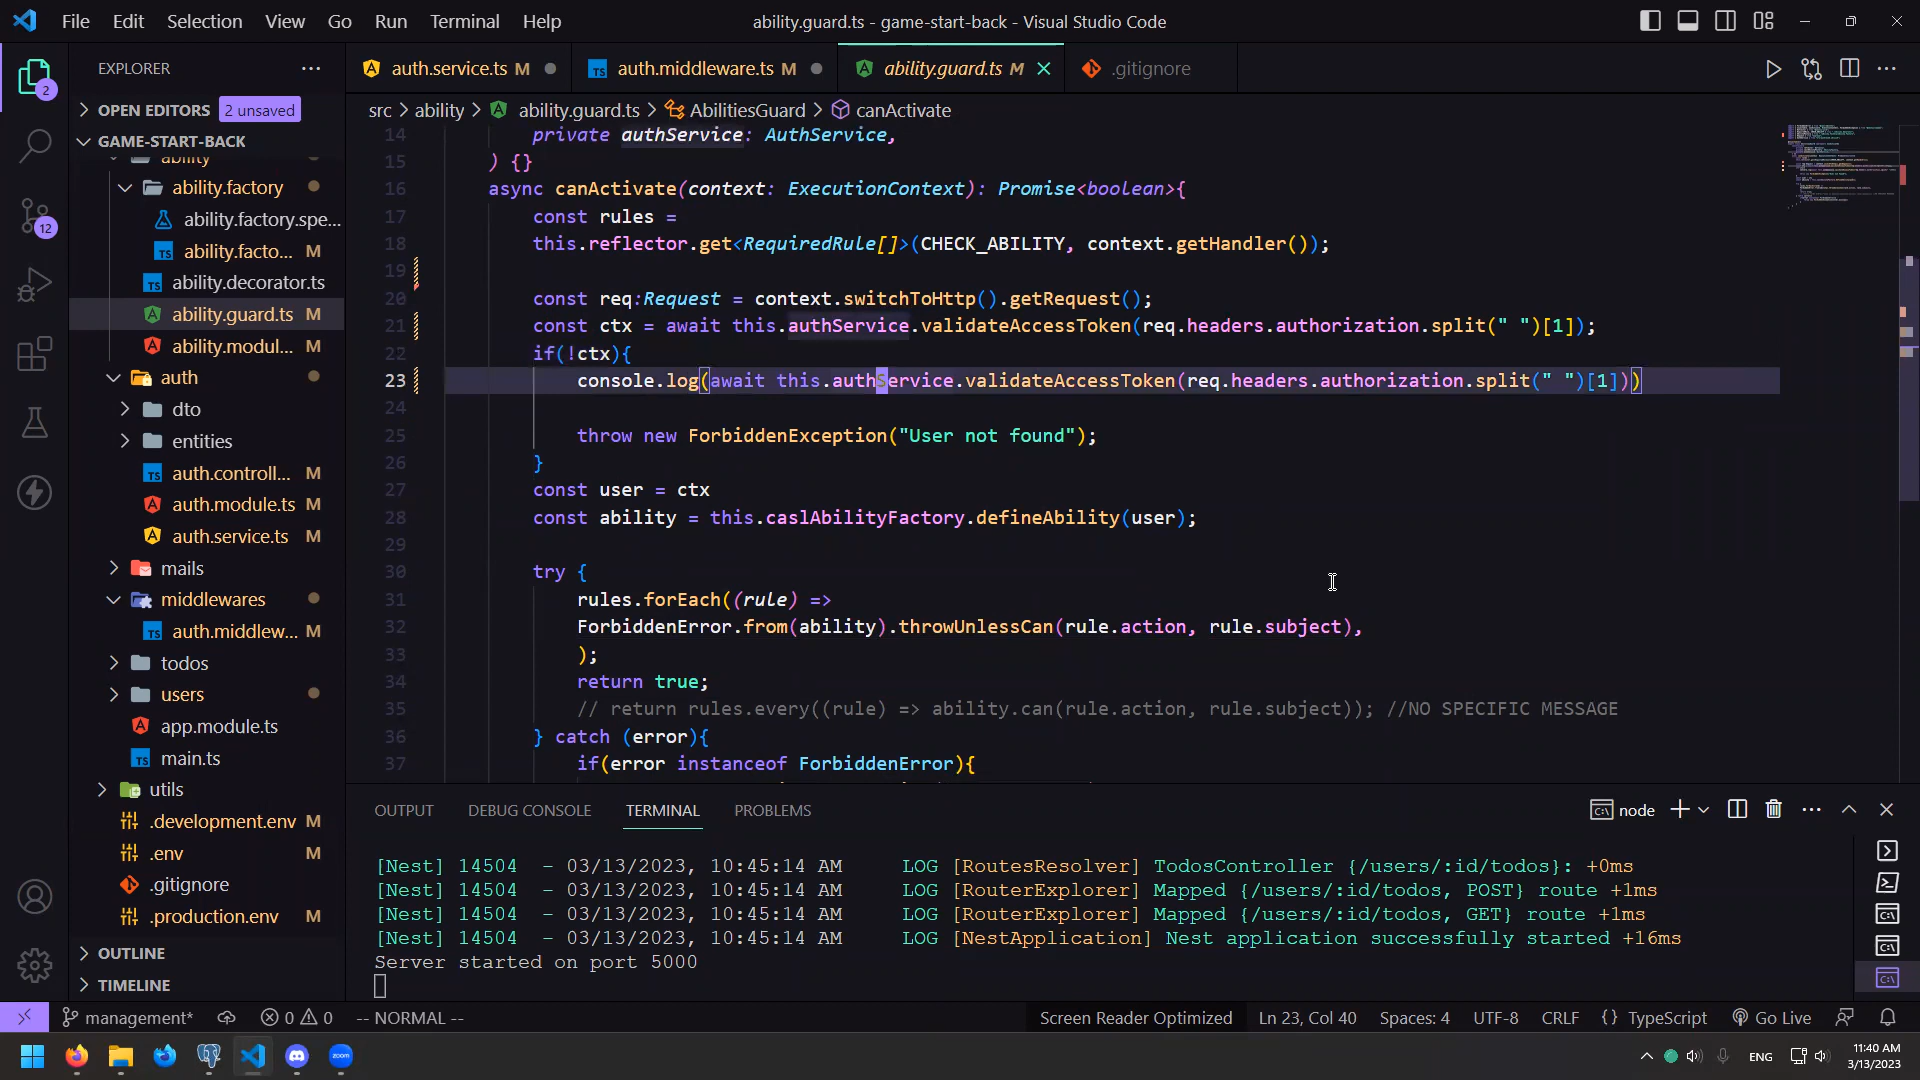 File Edit Selection View Go Run Terminal Help
ability.guard.ts - game-start-back - Visual Studio Code
EXPLORER
2
OPEN EDITORS 2 unsaved
GAME-START-BACK
ability
ability.factory
ability.factory.spe...
ability.facto... M
ability.decorator.ts
ability.guard.ts M
ability.modul... M
auth
dto
entities
auth.controll... M
auth.module.ts M
auth.service.ts M
mails
middlewares
auth.middlew... M
todos
users
app.module.ts
main.ts
utils
.development.env M
.env M
.gitignore
.production.env M
OUTLINE
TIMELINE
12
auth.service.ts M
auth.middleware.ts M
ability.guard.ts M
.gitignore
src > ability > ability.guard.ts > AbilitiesGuard > canActivate
14 private authService: AuthService,
15 ) {}
16 async canActivate(context: ExecutionContext): Promise<boolean>{
17 const rules =
18 this.reflector.get<RequiredRule[]>(CHECK_ABILITY, context.getHandler());
19
20 const req:Request = context.switchToHttp().getRequest();
21 const ctx = await this.authService.validateAccessToken(req.headers.authorization.split(" ")[1]);
22 if(!ctx){
23 console.log(await this.authService.validateAccessToken(req.headers.authorization.split(" ")[1]))
24
25 throw new ForbiddenException("User not found");
26 }
27 const user = ctx
28 const ability = this.caslAbilityFactory.defineAbility(user);
29
30 try {
31 rules.forEach((rule) =>
32 ForbiddenError.from(ability).throwUnlessCan(rule.action, rule.subject),
33 );
34 return true;
35 // return rules.every((rule) => ability.can(rule.action, rule.subject)); //NO SPECIFIC MESSAGE
36 } catch (error){
37 if(error instanceof ForbiddenError){
OUTPUT DEBUG CONSOLE TERMINAL PROBLEMS
node
[Nest] 14504 - 03/13/2023, 10:45:14 AM LOG [RoutesResolver] TodosController {/users/:id/todos}: +0ms
[Nest] 14504 - 03/13/2023, 10:45:14 AM LOG [RouterExplorer] Mapped {/users/:id/todos, POST} route +1ms
[Nest] 14504 - 03/13/2023, 10:45:14 AM LOG [RouterExplorer] Mapped {/users/:id/todos, GET} route +1ms
[Nest] 14504 - 03/13/2023, 10:45:14 AM LOG [NestApplication] Nest application successfully started +16ms
Server started on port 5000
management* 0 0 -- NORMAL -- Screen Reader Optimized Ln 23, Col 40 Spaces: 4 UTF-8 CRLF {} TypeScript Go Live
zoom
ENG
11:40 AM
3/13/2023